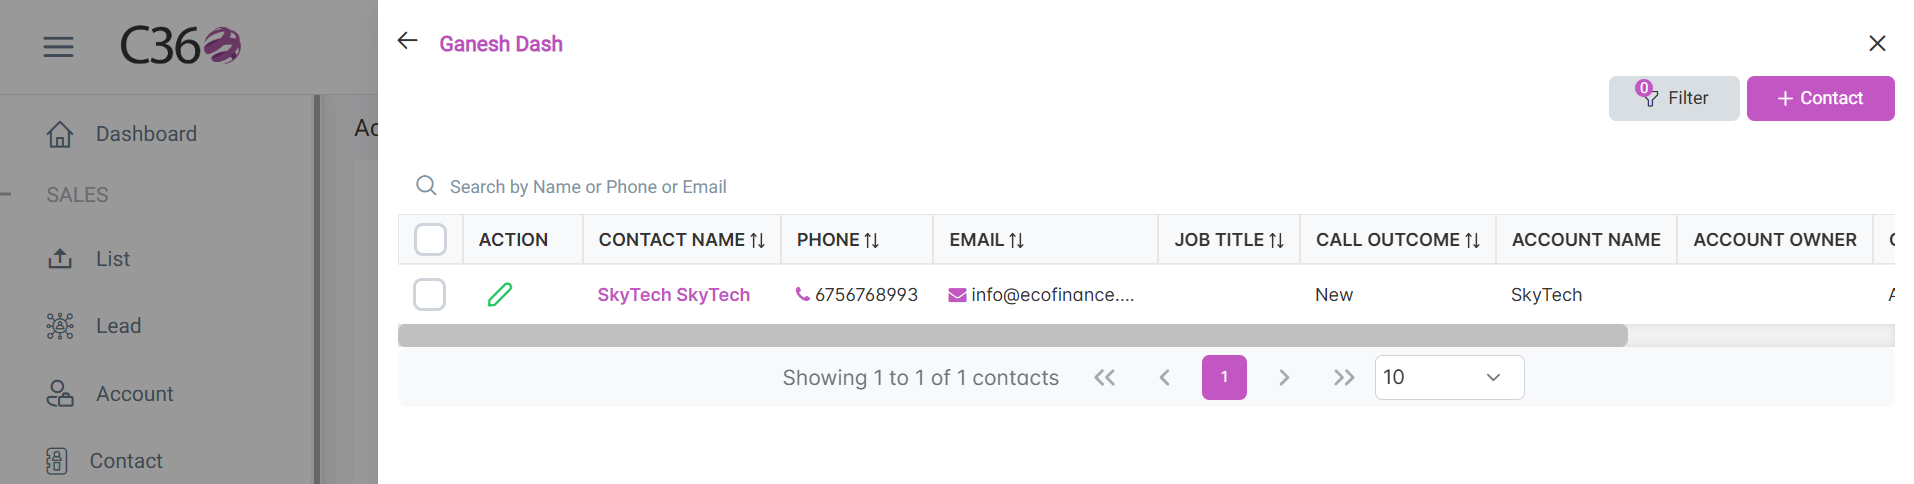 C360
Ganesh Dash
0
Filter
+ Contact
Dashboard
SALES
List
Lead
Account
Contact
Search by Name or Phone or Email
ACTION CONTACT NAME PHONE EMAIL JOB TITLE CALL OUTCOME ACCOUNT NAME ACCOUNT OWNER
SkyTech SkyTech 6756768993 info@ecofinance.... New SkyTech
Showing 1 to 1 of 1 contacts
1
10